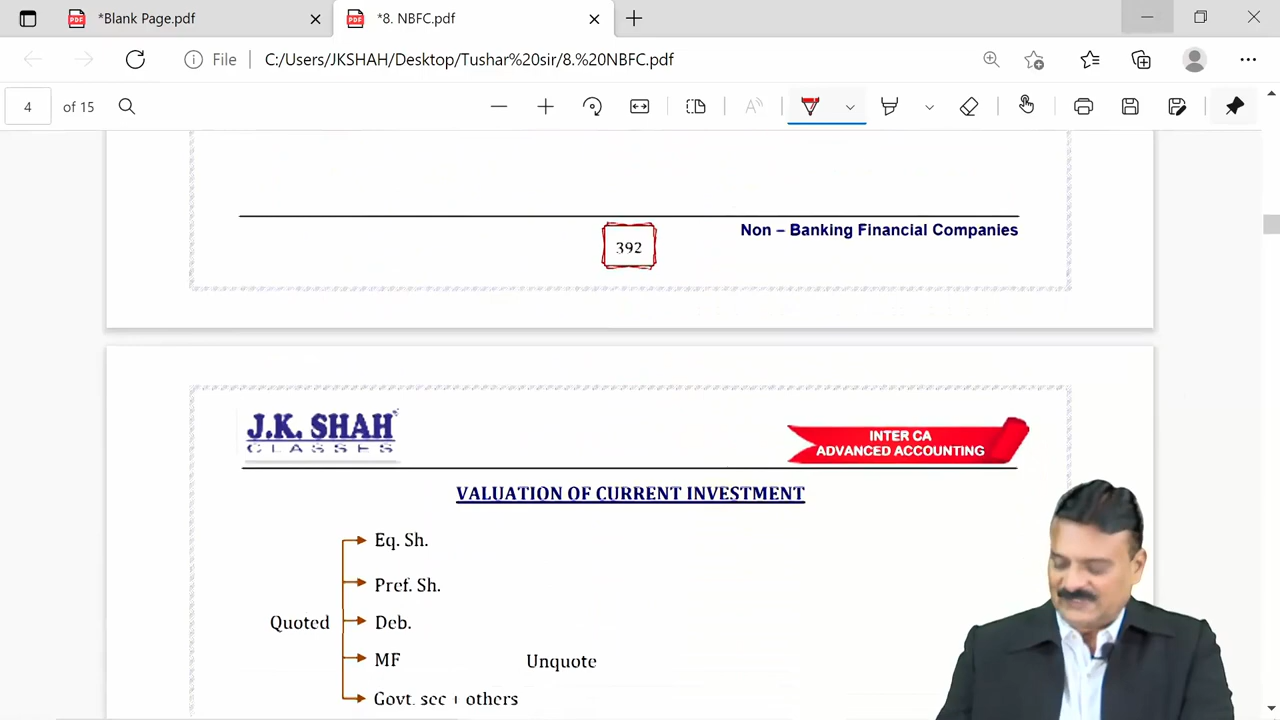 *Blank Page.pdf
*8. NBFC.pdf
File
C:/Users/JKSHAH/Desktop/Tushar%20sir/8.%20NBFC.pdf
4 of 15
Non – Banking Financial Companies
392
J.K. SHAH
CLASSES
INTER CA
ADVANCED ACCOUNTING
VALUATION OF CURRENT INVESTMENT
Eq. Sh.
Pref. Sh.
Quoted
Deb.
MF
Unquote
Govt. sec + others